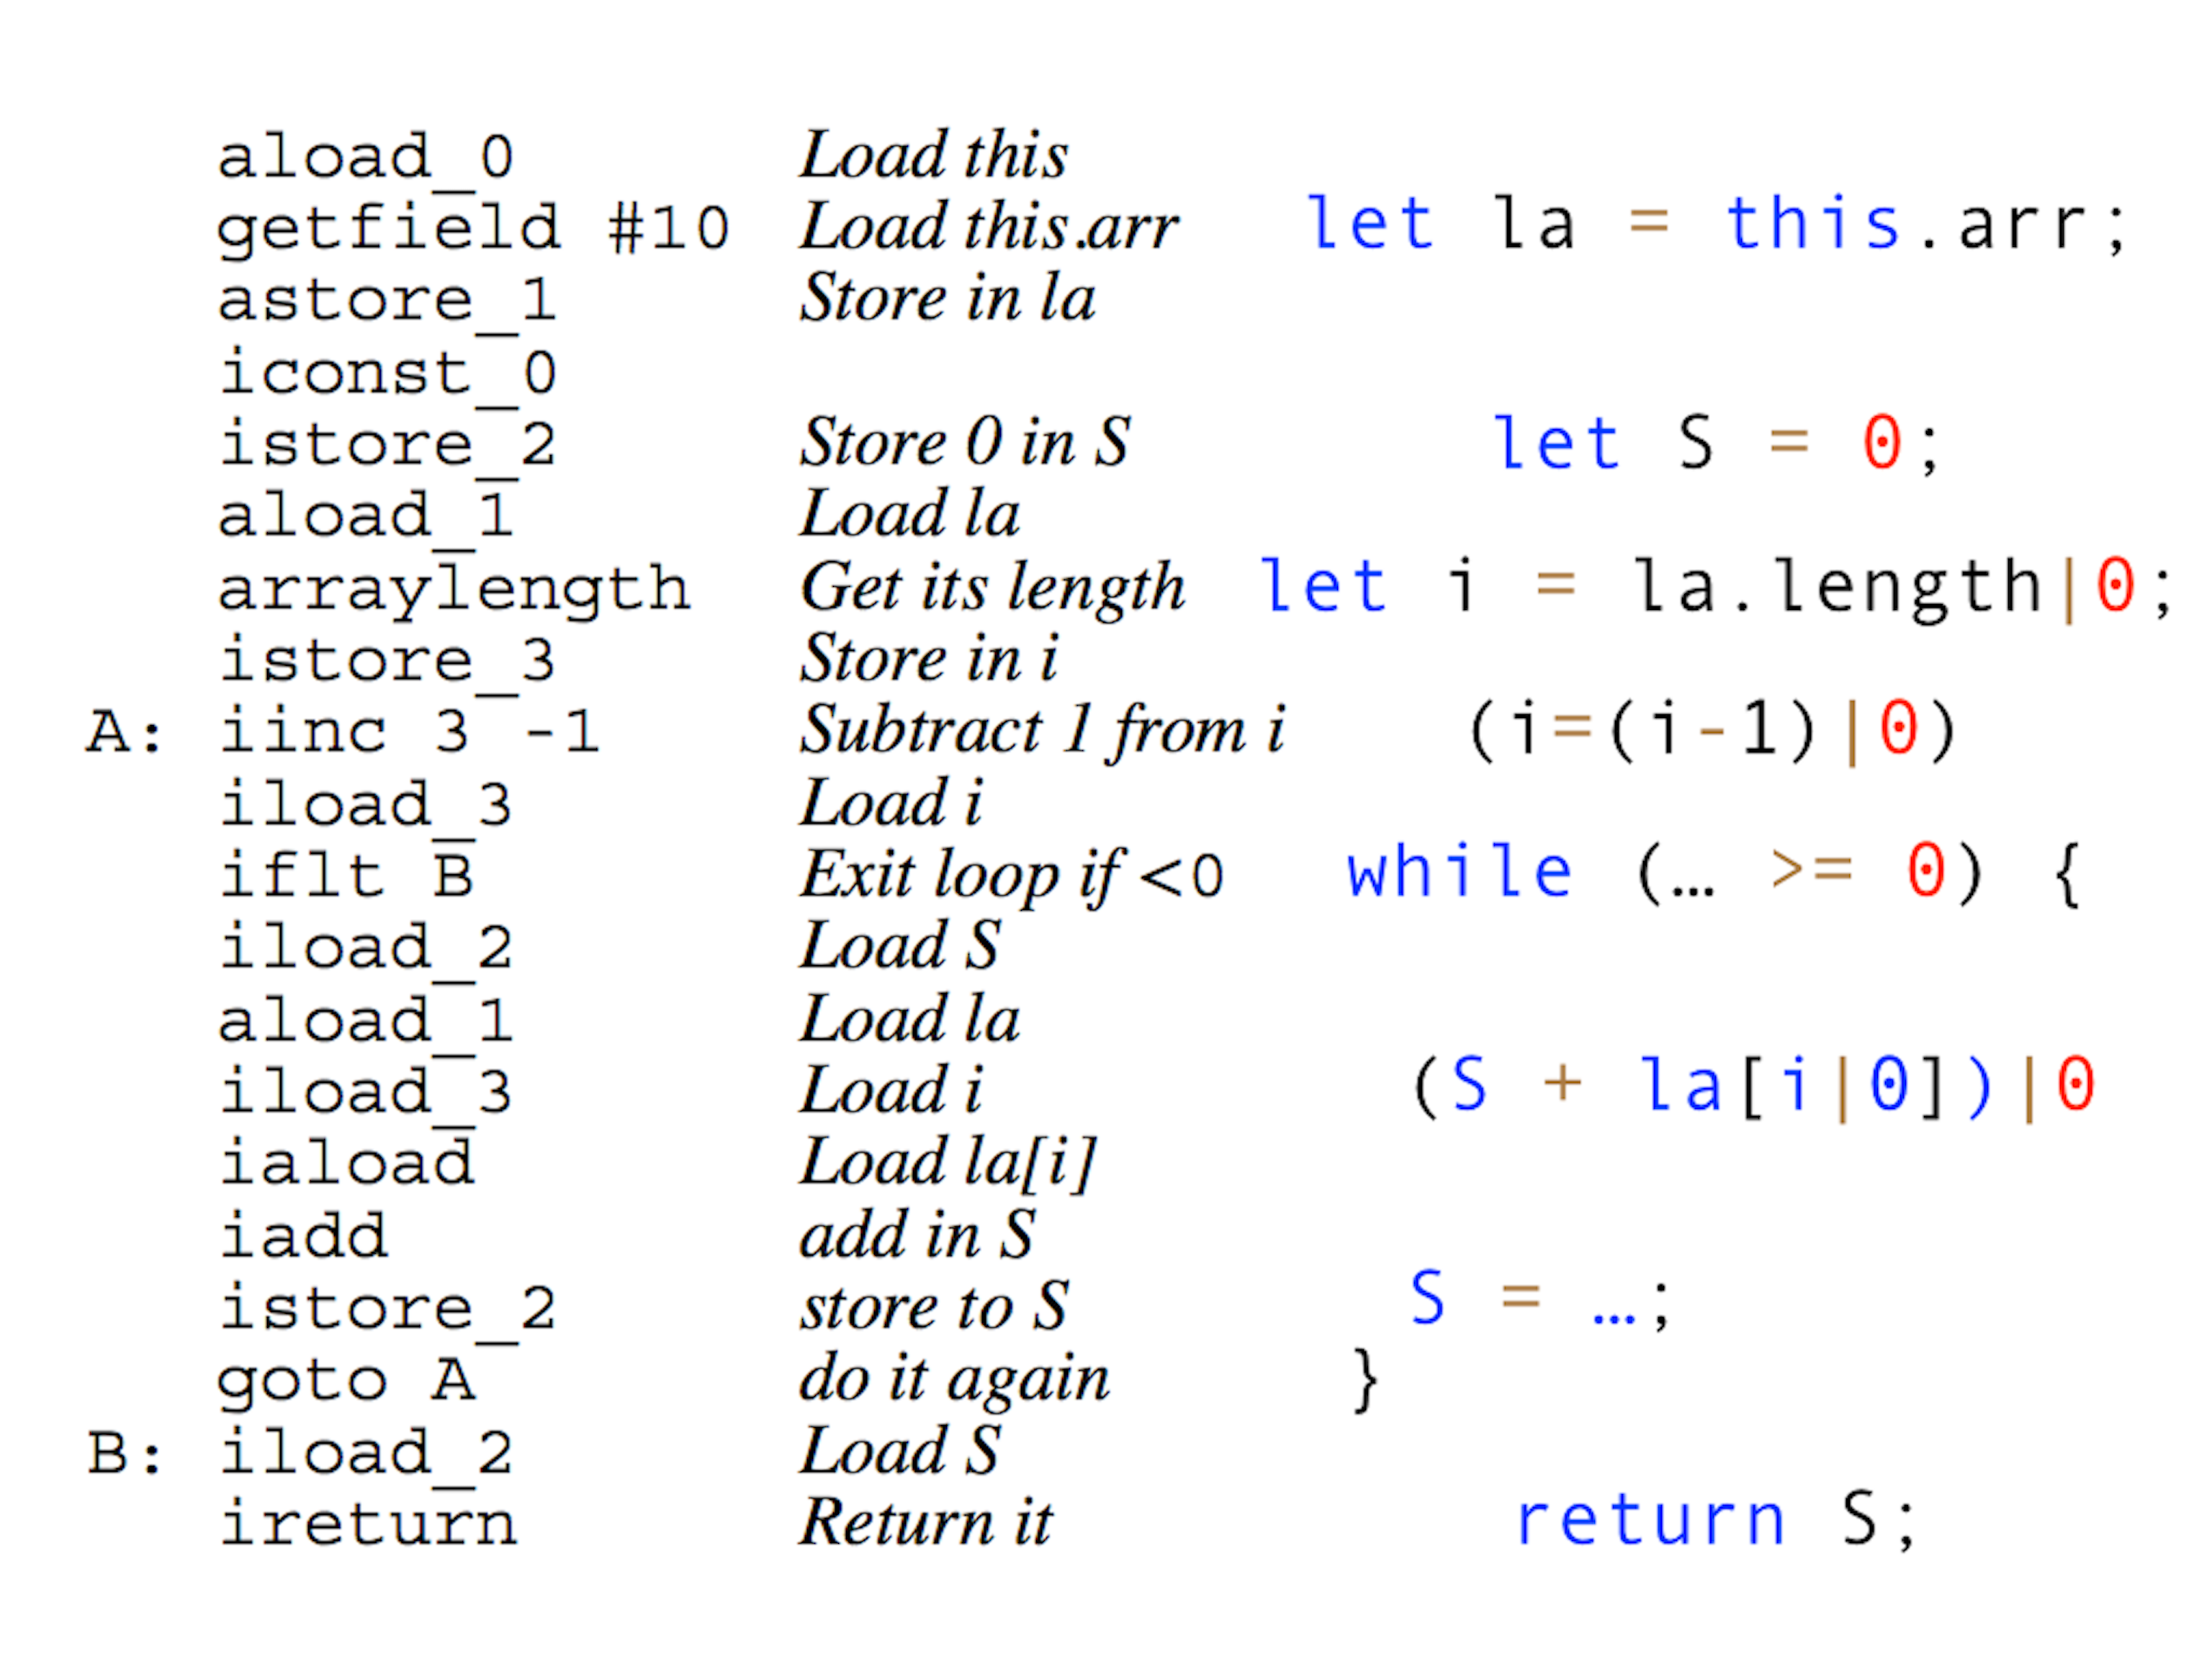 aload_0 Load this
getfield #10 Load this.arr let la = this.arr;
astore_1 Store in la
iconst_0
istore_2 Store 0 in S let S = 0;
aload_1 Load la
arraylength Get its length let i = la.length|0;
istore_3 Store in i
A: iinc 3 -1 Subtract 1 from i (i=(i-1)|0)
iload_3 Load i
iflt B Exit loop if <0 while (… >= 0) {
iload_2 Load S
aload_1 Load la
iload_3 Load i (S + la[i|0])|0
iaload Load la[i]
iadd add in S
istore_2 store to S S = …;
goto A do it again }
B: iload_2 Load S
ireturn Return it return S;